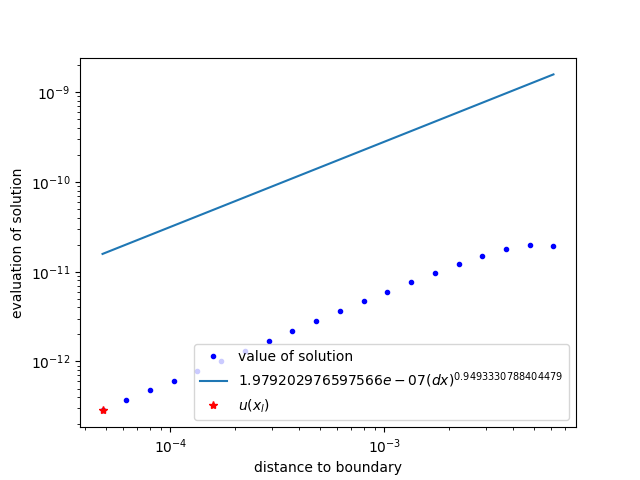 10⁻⁹
10⁻¹⁰
10⁻¹¹
10⁻¹²
evaluation of solution
value of solution
1.979202976597566e − 07(dx)^0.9493330788404479
u(x_l)
10⁻⁴
10⁻³
distance to boundary